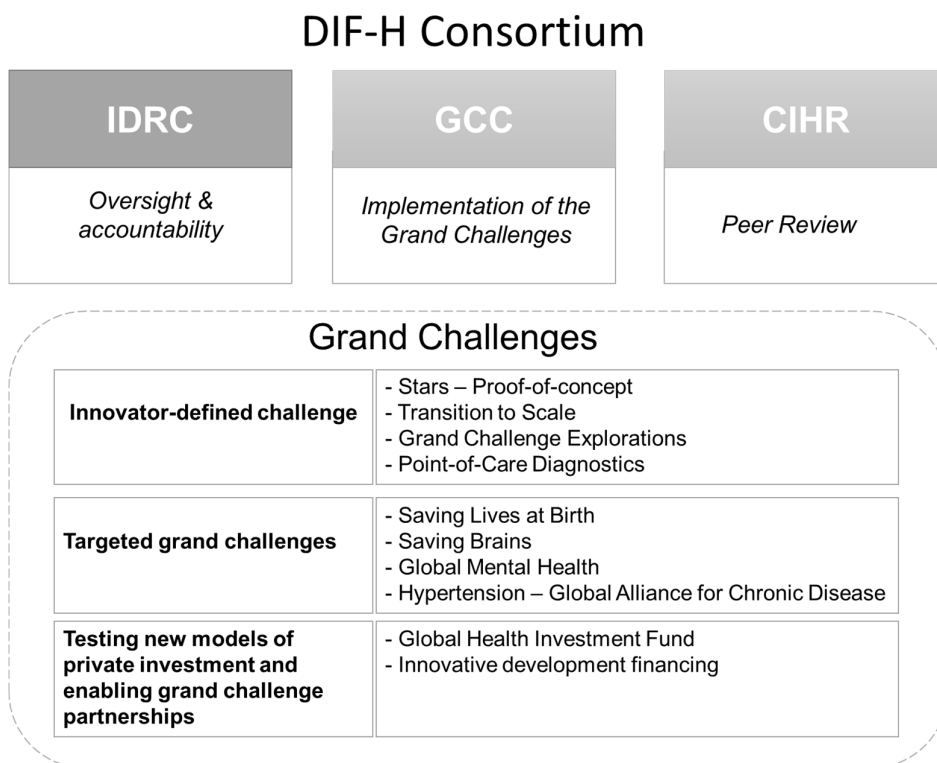 DIF-H Consortium
IDRC
Oversight &
accountability
GCC
Implementation of the
Grand Challenges
CIHR
Peer Review
Grand Challenges
Innovator-defined challenge
- Stars – Proof-of-concept
- Transition to Scale
- Grand Challenge Explorations
- Point-of-Care Diagnostics
Targeted grand challenges
- Saving Lives at Birth
- Saving Brains
- Global Mental Health
- Hypertension – Global Alliance for Chronic Disease
Testing new models of
private investment and
enabling grand challenge
partnerships
- Global Health Investment Fund
- Innovative development financing